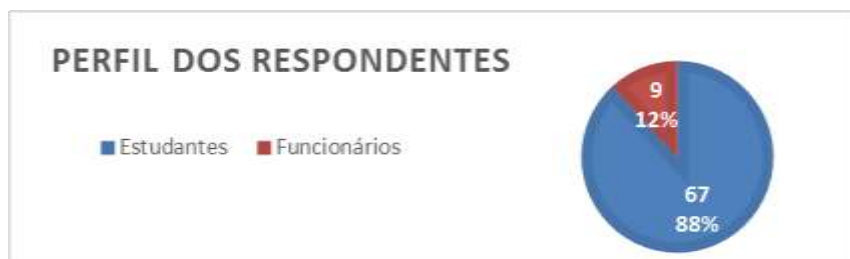 PERFIL DOS RESPONDENTES
Estudantes Funcionários
9
12%
67
88%